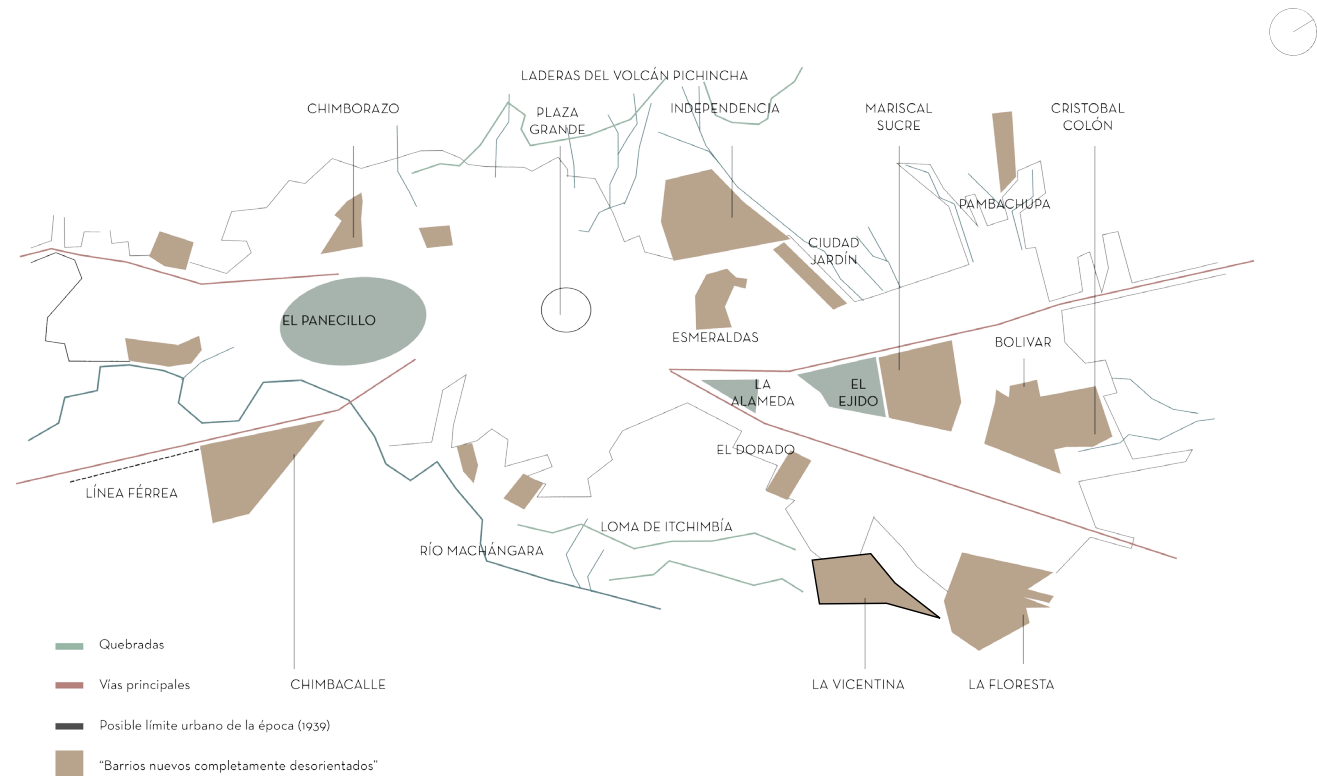 LADERAS DEL VOLCÁN PICHINCHA
CHIMBORAZO
PLAZA
GRANDE
INDEPENDENCIA
MARISCAL
SUCRE
CRISTOBAL
COLÓN
PAMBACHUPA
CIUDAD
JARDÍN
EL PANECILLO
ESMERALDAS
BOLIVAR
LA
ALAMEDA
EL
EJIDO
EL DORADO
LÍNEA FÉRREA
LOMA DE ITCHIMBÍA
RÍO MACHÁNGARA
CHIMBACALLE
LA VICENTINA
LA FLORESTA
Quebradas
Vías principales
Posible límite urbano de la época (1939)
"Barrios nuevos completamente desorientados"